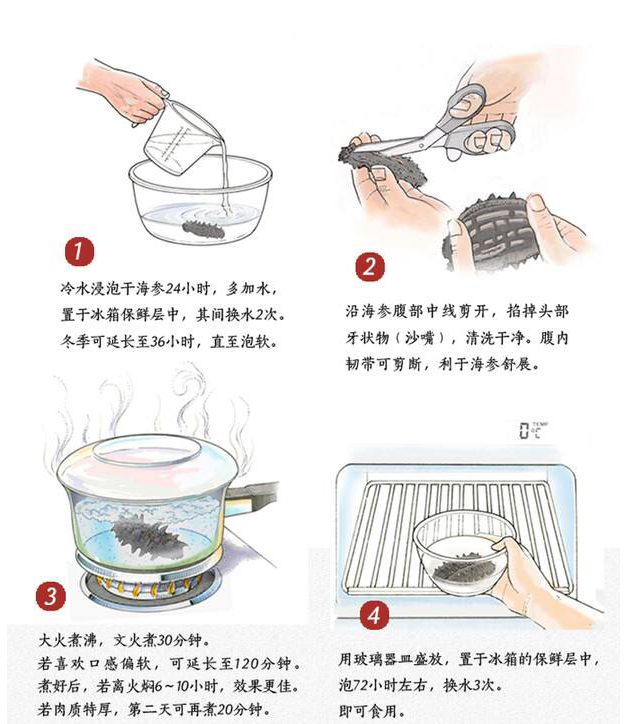 1
冷水浸泡干海参24小时，多加水，
置于冰箱保鲜层中，其间换水2次。
冬季可延长至36小时，直至泡软。
2
沿海参腹部中线剪开，掐掉头部
牙状物（沙嘴），清洗干净。腹内
韧带可剪断，利于海参舒展。
3
大火煮沸，文火煮30分钟。
若喜欢口感偏软，可延长至120分钟。
煮好后，若离火焖6~10小时，效果更佳。
若肉质特厚，第二天可再煮20分钟。
TEMP
0°C
4
用玻璃器皿盛放，置于冰箱的保鲜层中，
泡72小时左右，换水3次。
即可食用。